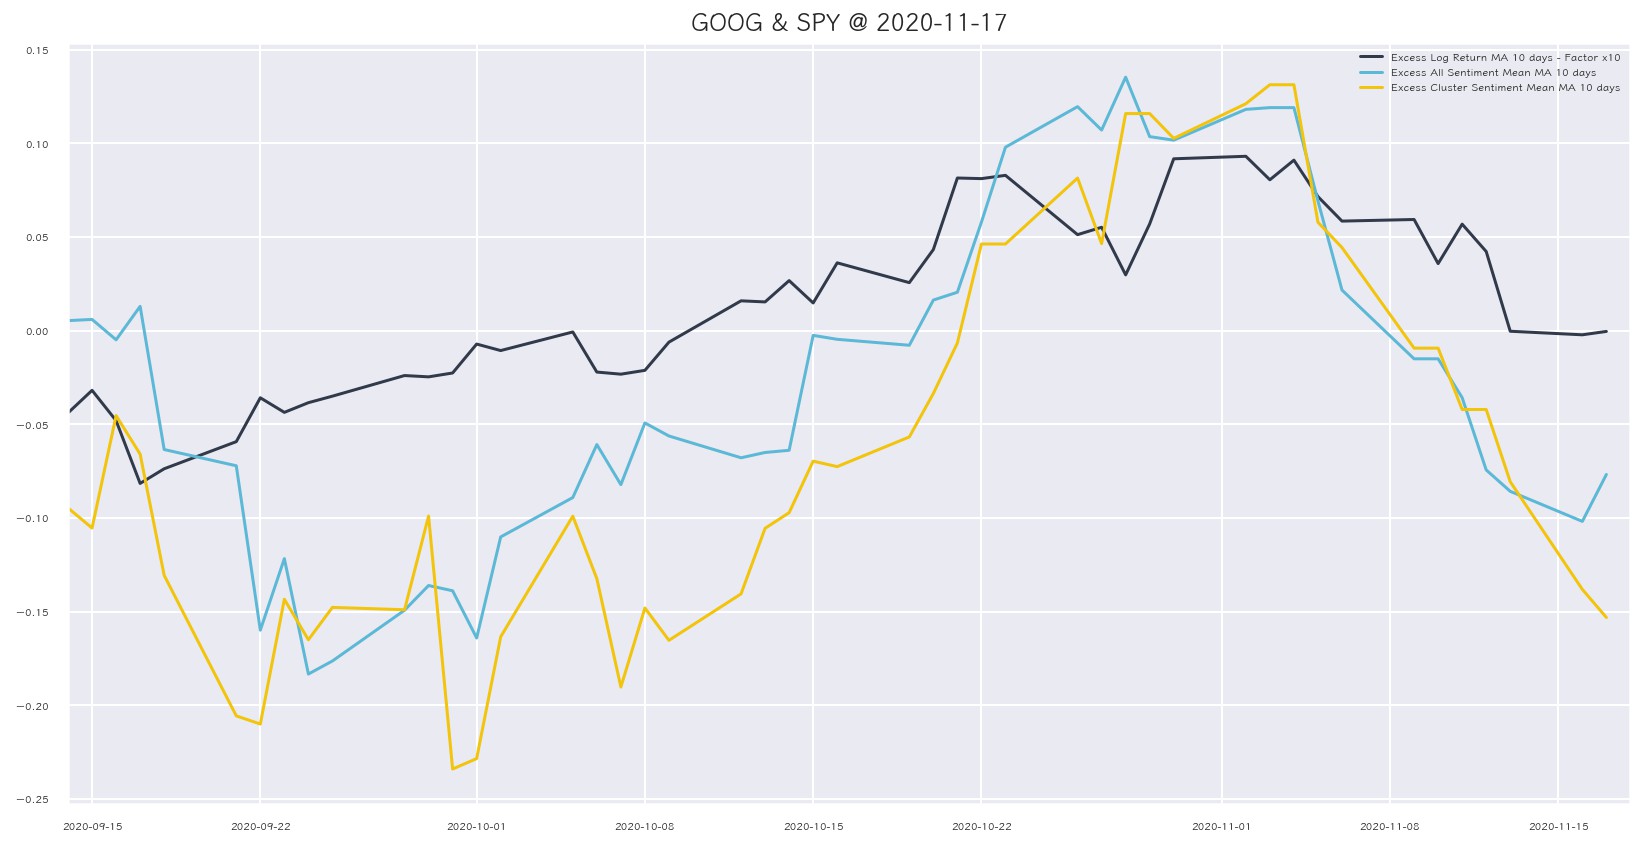 GOOG & SPY @ 2020-11-17
Excess Log Return MA 10 days - Factor x10
Excess All Sentiment Mean MA 10 days
Excess Cluster Sentiment Mean MA 10 days
0.15
0.10
0.05
0.00
−0.05
−0.10
−0.15
−0.20
−0.25
2020-09-15 2020-09-22 2020-10-01 2020-10-08 2020-10-15 2020-10-22 2020-11-01 2020-11-08 2020-11-15